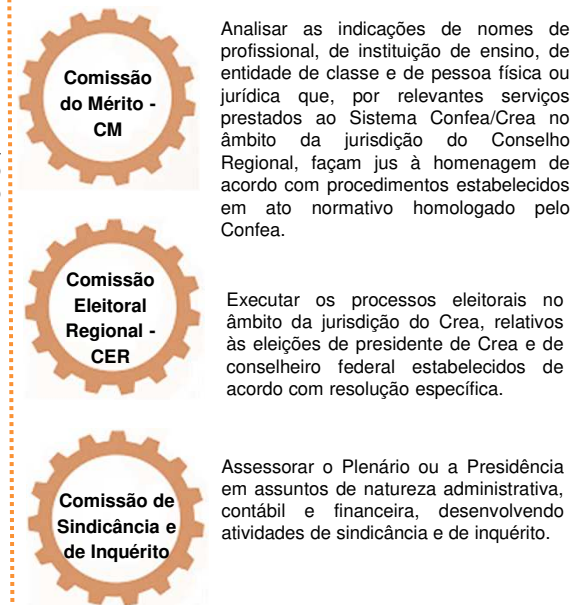 Comissão
do Mérito -
CM
Analisar as indicações de nomes de
profissional, de instituição de ensino, de
entidade de classe e de pessoa física ou
jurídica que, por relevantes serviços
prestados ao Sistema Confea/Crea no
âmbito da jurisdição do Conselho
Regional, façam jus à homenagem de
acordo com procedimentos estabelecidos
em ato normativo homologado pelo
Confea.
Comissão
Eleitoral
Regional -
CER
Executar os processos eleitorais no
âmbito da jurisdição do Crea, relativos
às eleições de presidente de Crea e de
conselheiro federal estabelecidos de
acordo com resolução específica.
Comissão de
Sindicância e
de Inquérito
Assessorar o Plenário ou a Presidência
em assuntos de natureza administrativa,
contábil e financeira, desenvolvendo
atividades de sindicância e de inquérito.